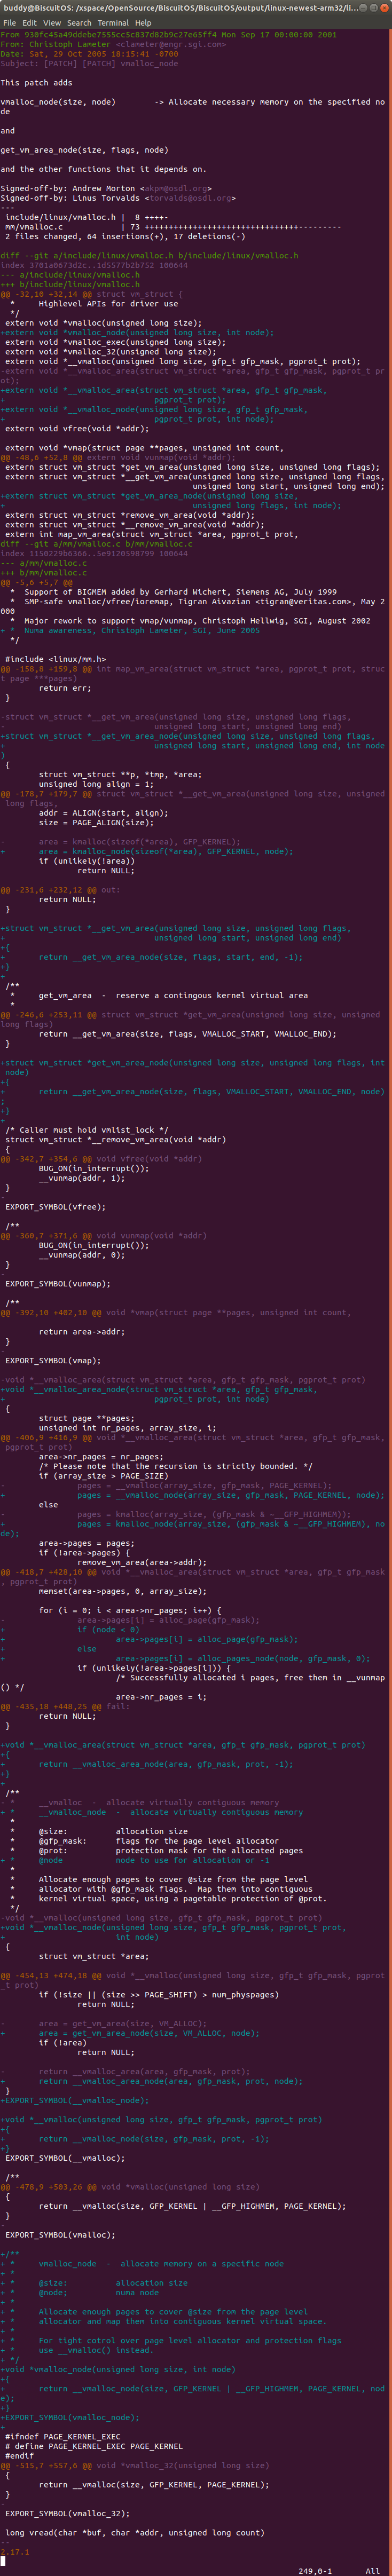 buddy@BiscuitOS: /xspace/OpenSource/BiscuitOS/BiscuitOS/output/linux-newest-arm32/li...
File Edit View Search Terminal Help
From 930fc45a49ddebe7555cc5c837d82b9c27e65ff4 Mon Sep 17 00:00:00 2001
From: Christoph Lameter <clameter@engr.sgi.com>
Date: Sat, 29 Oct 2005 18:15:41 -0700
Subject: [PATCH] [PATCH] vmalloc_node

This patch adds

vmalloc_node(size, node)        -> Allocate necessary memory on the specified no
de

and

get_vm_area_node(size, flags, node)

and the other functions that it depends on.

Signed-off-by: Andrew Morton <akpm@osdl.org>
Signed-off-by: Linus Torvalds <torvalds@osdl.org>
---
 include/linux/vmalloc.h |  8 ++++-
 mm/vmalloc.c            | 73 ++++++++++++++++++++++++++++++++---------
 2 files changed, 64 insertions(+), 17 deletions(-)

diff --git a/include/linux/vmalloc.h b/include/linux/vmalloc.h
index 3701a0673d2c..1d5577b2b752 100644
--- a/include/linux/vmalloc.h
+++ b/include/linux/vmalloc.h
@@ -32,10 +32,14 @@ struct vm_struct {
  *     Highlevel APIs for driver use
  */
 extern void *vmalloc(unsigned long size);
+extern void *vmalloc_node(unsigned long size, int node);
 extern void *vmalloc_exec(unsigned long size);
 extern void *vmalloc_32(unsigned long size);
 extern void *__vmalloc(unsigned long size, gfp_t gfp_mask, pgprot_t prot);
-extern void *__vmalloc_area(struct vm_struct *area, gfp_t gfp_mask, pgprot_t pr
ot);
+extern void *__vmalloc_area(struct vm_struct *area, gfp_t gfp_mask,
+                               pgprot_t prot);
+extern void *__vmalloc_node(unsigned long size, gfp_t gfp_mask,
+                               pgprot_t prot, int node);
 extern void vfree(void *addr);

 extern void *vmap(struct page **pages, unsigned int count,
@@ -48,6 +52,8 @@ extern void vunmap(void *addr);
 extern struct vm_struct *get_vm_area(unsigned long size, unsigned long flags);
 extern struct vm_struct *__get_vm_area(unsigned long size, unsigned long flags,
                                        unsigned long start, unsigned long end);
+extern struct vm_struct *get_vm_area_node(unsigned long size,
+                                       unsigned long flags, int node);
 extern struct vm_struct *remove_vm_area(void *addr);
 extern struct vm_struct *__remove_vm_area(void *addr);
 extern int map_vm_area(struct vm_struct *area, pgprot_t prot,
diff --git a/mm/vmalloc.c b/mm/vmalloc.c
index 1150229b6366..5e9120598799 100644
--- a/mm/vmalloc.c
+++ b/mm/vmalloc.c
@@ -5,6 +5,7 @@
  *  Support of BIGMEM added by Gerhard Wichert, Siemens AG, July 1999
  *  SMP-safe vmalloc/vfree/ioremap, Tigran Aivazian <tigran@veritas.com>, May 2
000
  *  Major rework to support vmap/vunmap, Christoph Hellwig, SGI, August 2002
+ *  Numa awareness, Christoph Lameter, SGI, June 2005
  */

 #include <linux/mm.h>
@@ -158,8 +159,8 @@ int map_vm_area(struct vm_struct *area, pgprot_t prot, struc
t page ***pages)
        return err;
 }

-struct vm_struct *__get_vm_area(unsigned long size, unsigned long flags,
-                               unsigned long start, unsigned long end)
+struct vm_struct *__get_vm_area_node(unsigned long size, unsigned long flags,
+                               unsigned long start, unsigned long end, int node
)
 {
        struct vm_struct **p, *tmp, *area;
        unsigned long align = 1;
@@ -178,7 +179,7 @@ struct vm_struct *__get_vm_area(unsigned long size, unsigned
 long flags,
        addr = ALIGN(start, align);
        size = PAGE_ALIGN(size);

-       area = kmalloc(sizeof(*area), GFP_KERNEL);
+       area = kmalloc_node(sizeof(*area), GFP_KERNEL, node);
        if (unlikely(!area))
                return NULL;

@@ -231,6 +232,12 @@ out:
        return NULL;
 }

+struct vm_struct *__get_vm_area(unsigned long size, unsigned long flags,
+                               unsigned long start, unsigned long end)
+{
+       return __get_vm_area_node(size, flags, start, end, -1);
+}
+
 /**
  *     get_vm_area  -  reserve a contingous kernel virtual area
  *
@@ -246,6 +253,11 @@ struct vm_struct *get_vm_area(unsigned long size, unsigned
long flags)
        return __get_vm_area(size, flags, VMALLOC_START, VMALLOC_END);
 }

+struct vm_struct *get_vm_area_node(unsigned long size, unsigned long flags, int
 node)
+{
+       return __get_vm_area_node(size, flags, VMALLOC_START, VMALLOC_END, node)
;
+}
+
 /* Caller must hold vmlist_lock */
 struct vm_struct *__remove_vm_area(void *addr)
 {
@@ -342,7 +354,6 @@ void vfree(void *addr)
        BUG_ON(in_interrupt());
        __vunmap(addr, 1);
 }
-
 EXPORT_SYMBOL(vfree);

 /**
@@ -360,7 +371,6 @@ void vunmap(void *addr)
        BUG_ON(in_interrupt());
        __vunmap(addr, 0);
 }
-
 EXPORT_SYMBOL(vunmap);

 /**
@@ -392,10 +402,10 @@ void *vmap(struct page **pages, unsigned int count,

        return area->addr;
 }
-
 EXPORT_SYMBOL(vmap);

-void *__vmalloc_area(struct vm_struct *area, gfp_t gfp_mask, pgprot_t prot)
+void *__vmalloc_area_node(struct vm_struct *area, gfp_t gfp_mask,
+                               pgprot_t prot, int node)
 {
        struct page **pages;
        unsigned int nr_pages, array_size, i;
@@ -406,9 +416,9 @@ void *__vmalloc_area(struct vm_struct *area, gfp_t gfp_mask,
 pgprot_t prot)
        area->nr_pages = nr_pages;
        /* Please note that the recursion is strictly bounded. */
        if (array_size > PAGE_SIZE)
-               pages = __vmalloc(array_size, gfp_mask, PAGE_KERNEL);
+               pages = __vmalloc_node(array_size, gfp_mask, PAGE_KERNEL, node);
        else
-               pages = kmalloc(array_size, (gfp_mask & ~__GFP_HIGHMEM));
+               pages = kmalloc_node(array_size, (gfp_mask & ~__GFP_HIGHMEM), no
de);
        area->pages = pages;
        if (!area->pages) {
                remove_vm_area(area->addr);
@@ -418,7 +428,10 @@ void *__vmalloc_area(struct vm_struct *area, gfp_t gfp_mask
, pgprot_t prot)
        memset(area->pages, 0, array_size);

        for (i = 0; i < area->nr_pages; i++) {
-               area->pages[i] = alloc_page(gfp_mask);
+               if (node < 0)
+                       area->pages[i] = alloc_page(gfp_mask);
+               else
+                       area->pages[i] = alloc_pages_node(node, gfp_mask, 0);
                if (unlikely(!area->pages[i])) {
                        /* Successfully allocated i pages, free them in __vunmap
() */
                        area->nr_pages = i;
@@ -435,18 +448,25 @@ fail:
        return NULL;
 }

+void *__vmalloc_area(struct vm_struct *area, gfp_t gfp_mask, pgprot_t prot)
+{
+       return __vmalloc_area_node(area, gfp_mask, prot, -1);
+}
+
 /**
- *     __vmalloc  -  allocate virtually contiguous memory
+ *     __vmalloc_node  -  allocate virtually contiguous memory
  *
  *     @size:          allocation size
  *     @gfp_mask:      flags for the page level allocator
  *     @prot:          protection mask for the allocated pages
+ *     @node           node to use for allocation or -1
  *
  *     Allocate enough pages to cover @size from the page level
  *     allocator with @gfp_mask flags.  Map them into contiguous
  *     kernel virtual space, using a pagetable protection of @prot.
  */
-void *__vmalloc(unsigned long size, gfp_t gfp_mask, pgprot_t prot)
+void *__vmalloc_node(unsigned long size, gfp_t gfp_mask, pgprot_t prot,
+                       int node)
 {
        struct vm_struct *area;

@@ -454,13 +474,18 @@ void *__vmalloc(unsigned long size, gfp_t gfp_mask, pgprot
_t prot)
        if (!size || (size >> PAGE_SHIFT) > num_physpages)
                return NULL;

-       area = get_vm_area(size, VM_ALLOC);
+       area = get_vm_area_node(size, VM_ALLOC, node);
        if (!area)
                return NULL;

-       return __vmalloc_area(area, gfp_mask, prot);
+       return __vmalloc_area_node(area, gfp_mask, prot, node);
 }
+EXPORT_SYMBOL(__vmalloc_node);

+void *__vmalloc(unsigned long size, gfp_t gfp_mask, pgprot_t prot)
+{
+       return __vmalloc_node(size, gfp_mask, prot, -1);
+}
 EXPORT_SYMBOL(__vmalloc);

 /**
@@ -478,9 +503,26 @@ void *vmalloc(unsigned long size)
 {
        return __vmalloc(size, GFP_KERNEL | __GFP_HIGHMEM, PAGE_KERNEL);
 }
-
 EXPORT_SYMBOL(vmalloc);

+/**
+ *     vmalloc_node  -  allocate memory on a specific node
+ *
+ *     @size:          allocation size
+ *     @node;          numa node
+ *
+ *     Allocate enough pages to cover @size from the page level
+ *     allocator and map them into contiguous kernel virtual space.
+ *
+ *     For tight cotrol over page level allocator and protection flags
+ *     use __vmalloc() instead.
+ */
+void *vmalloc_node(unsigned long size, int node)
+{
+       return __vmalloc_node(size, GFP_KERNEL | __GFP_HIGHMEM, PAGE_KERNEL, nod
e);
+}
+EXPORT_SYMBOL(vmalloc_node);
+
 #ifndef PAGE_KERNEL_EXEC
 # define PAGE_KERNEL_EXEC PAGE_KERNEL
 #endif
@@ -515,7 +557,6 @@ void *vmalloc_32(unsigned long size)
 {
        return __vmalloc(size, GFP_KERNEL, PAGE_KERNEL);
 }
-
 EXPORT_SYMBOL(vmalloc_32);

 long vread(char *buf, char *addr, unsigned long count)
--
2.17.1

249,0-1 All